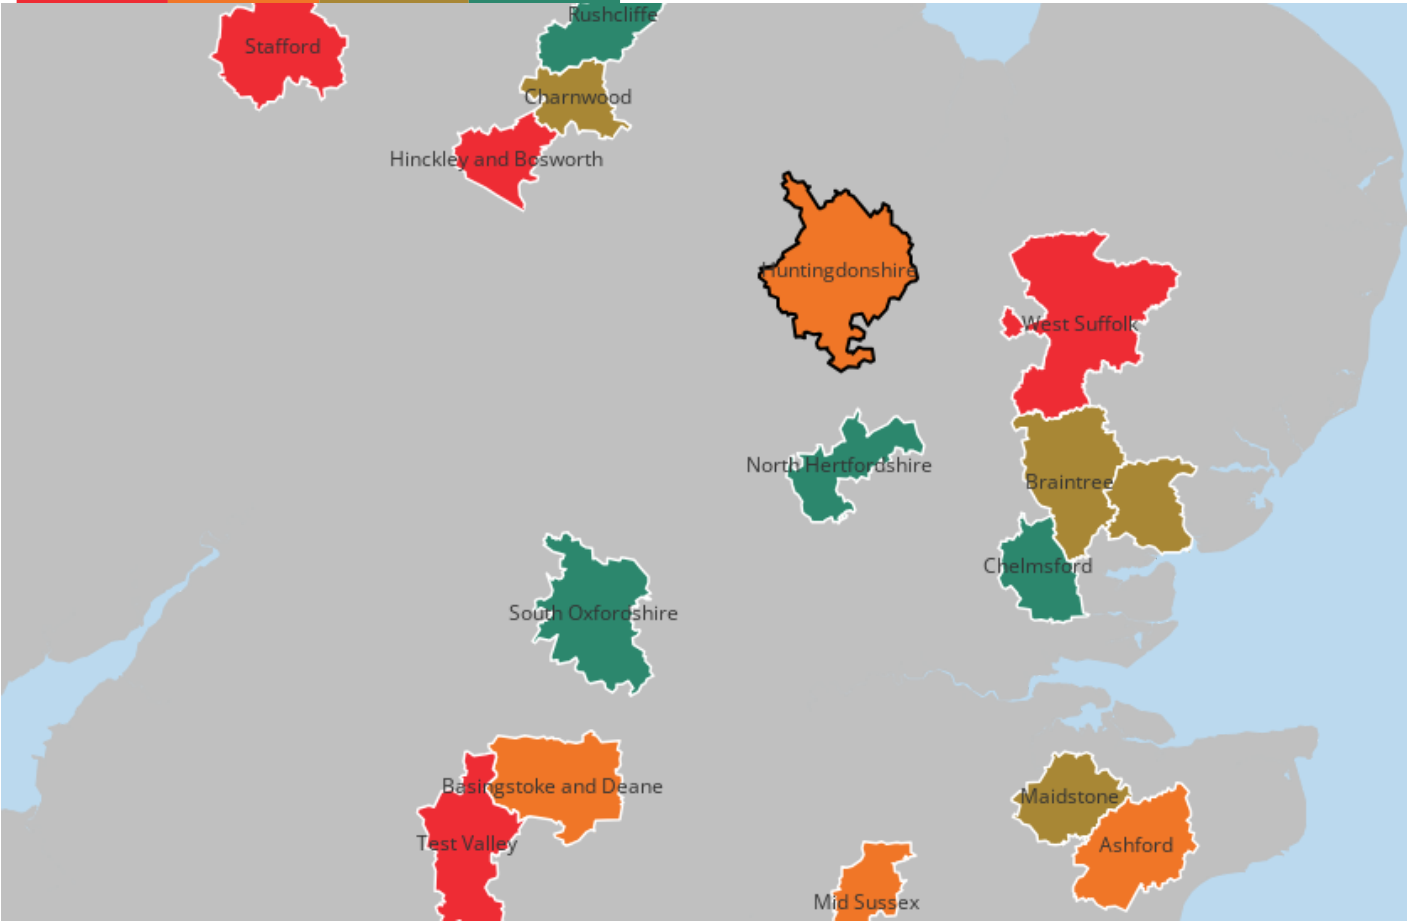 Rushcliffe
Stafford
Charnwood
Hinckley and Bosworth
Huntingdonshire
West Suffolk
North Hertfordshire
Braintree
Chelmsford
South Oxfordshire
Basingstoke and Deane
Maidstone
Test Valley
Ashford
Mid Sussex